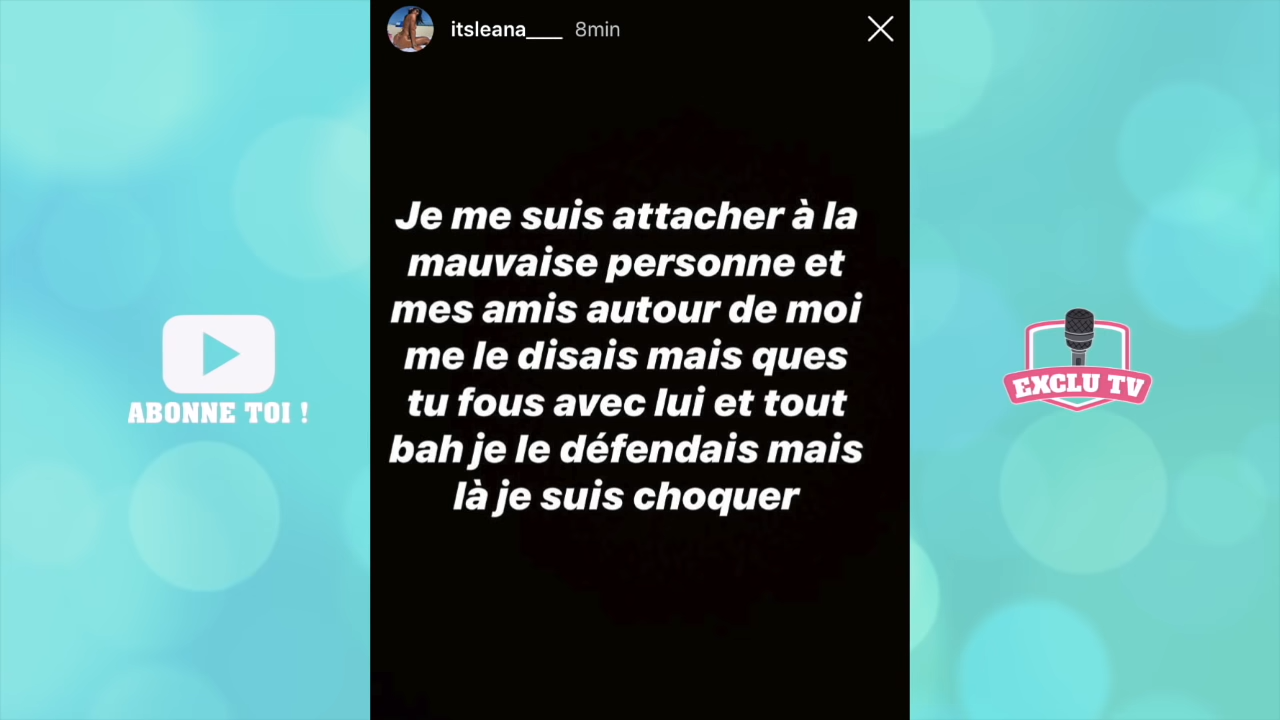 itsleana____ 8min
Je me suis attacher à la
mauvaise personne et
mes amis autour de moi
me le disais mais ques
tu fous avec lui et tout
bah je le défendais mais
là je suis choquer
ABONNE TOI !
EXCLU TV